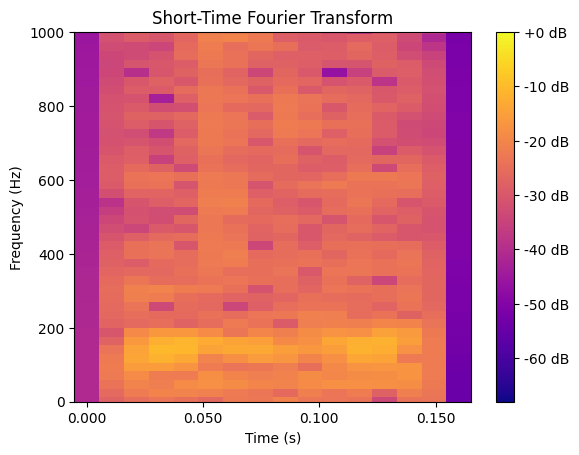 Short-Time Fourier Transform
1000
800
600
400
200
0
Frequency (Hz)
0.000
0.050
0.100
0.150
Time (s)
+0 dB
-10 dB
-20 dB
-30 dB
-40 dB
-50 dB
-60 dB